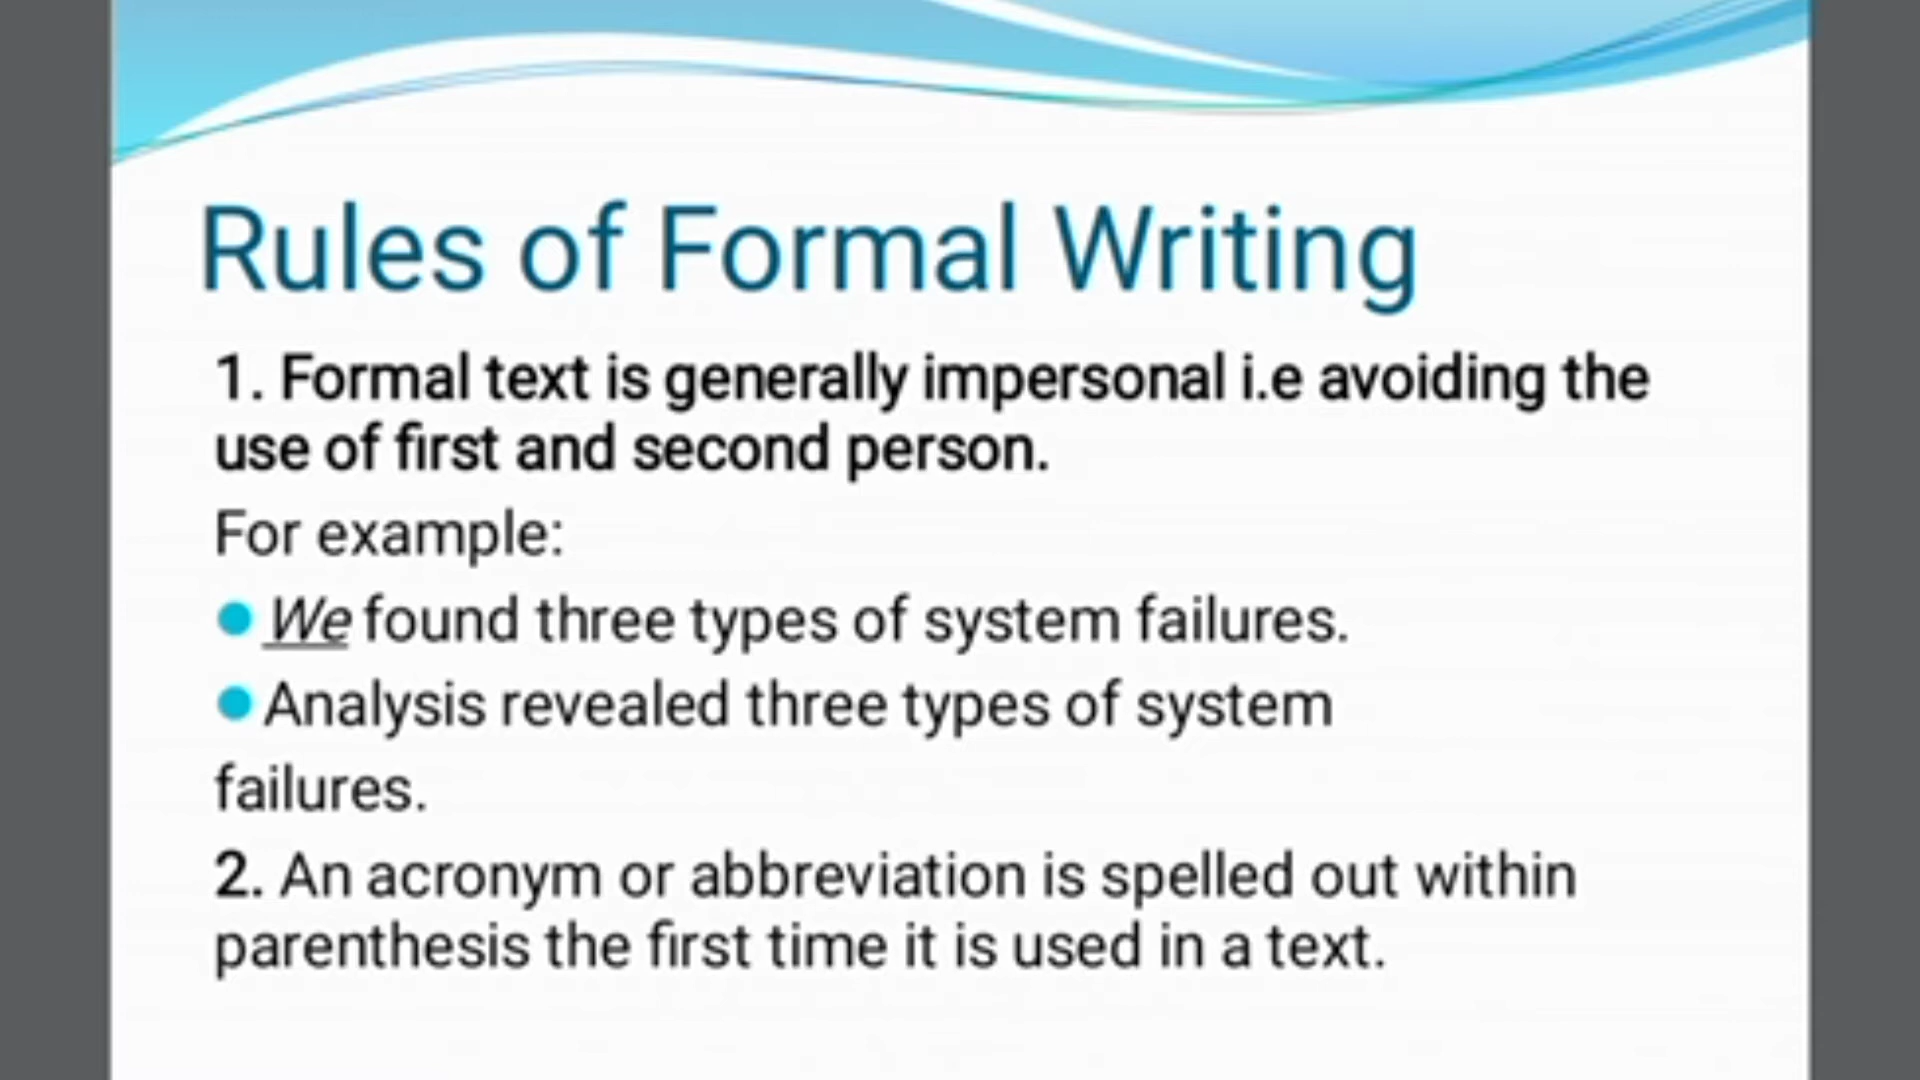 Rules of Formal Writing
1. Formal text is generally impersonal i.e avoiding the
use of first and second person.
For example:
● We found three types of system failures.
● Analysis revealed three types of system
failures.
2. An acronym or abbreviation is spelled out within
parenthesis the first time it is used in a text.